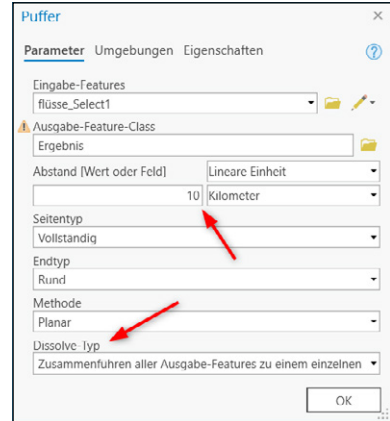 Puffer
Parameter Umgebungen Eigenschaften
Eingabe-Features
flüsse_Select1
Ausgabe-Feature-Class
Ergebnis
Abstand [Wert oder Feld] Lineare Einheit
10 Kilometer
Seitentyp
Vollständig
Endtyp
Rund
Methode
Planar
Dissolve-Typ
Zusammenführen aller Ausgabe-Features zu einem einzelnen
OK